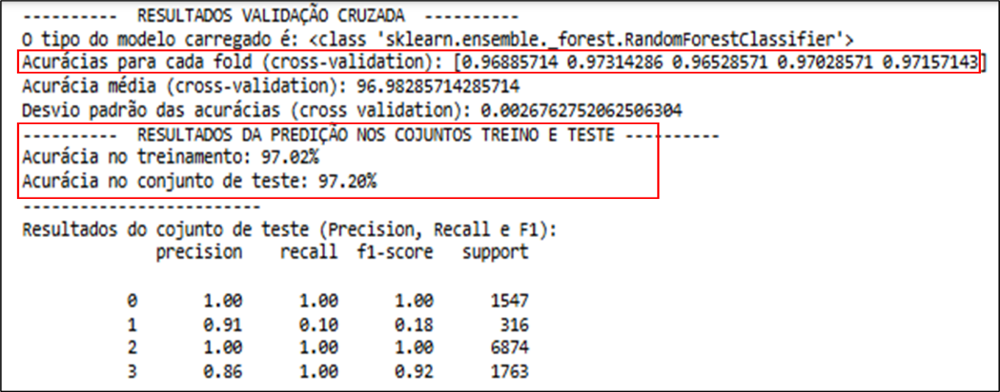 ---------- RESULTADOS VALIDAÇÃO CRUZADA ----------
O tipo do modelo carregado é: <class 'sklearn.ensemble._forest.RandomForestClassifier'>
Acurácias para cada fold (cross-validation): [0.96885714 0.97314286 0.96528571 0.97028571 0.97157143]
Acurácia média (cross-validation): 96.98285714285714
Desvio padrão das acurácias (cross validation): 0.0026762752062506304
---------- RESULTADOS DA PREDIÇÃO NOS COJUNTOS TREINO E TESTE ----------
Acurácia no treinamento: 97.02%
Acurácia no conjunto de teste: 97.20%
-------------------------
Resultados do cojunto de teste (Precision, Recall e F1):
precision recall f1-score support
0 1.00 1.00 1.00 1547
1 0.91 0.10 0.18 316
2 1.00 1.00 1.00 6874
3 0.86 1.00 0.92 1763